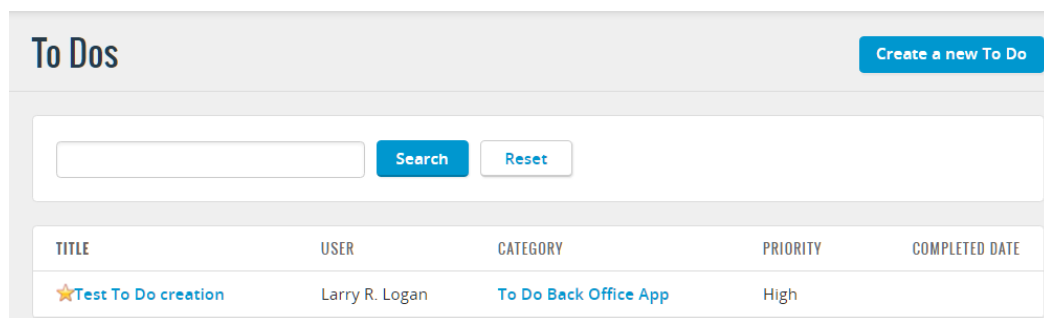 To Dos
Create a new To Do
Search Reset
TITLE USER CATEGORY PRIORITY COMPLETED DATE
Test To Do creation Larry R. Logan To Do Back Office App High